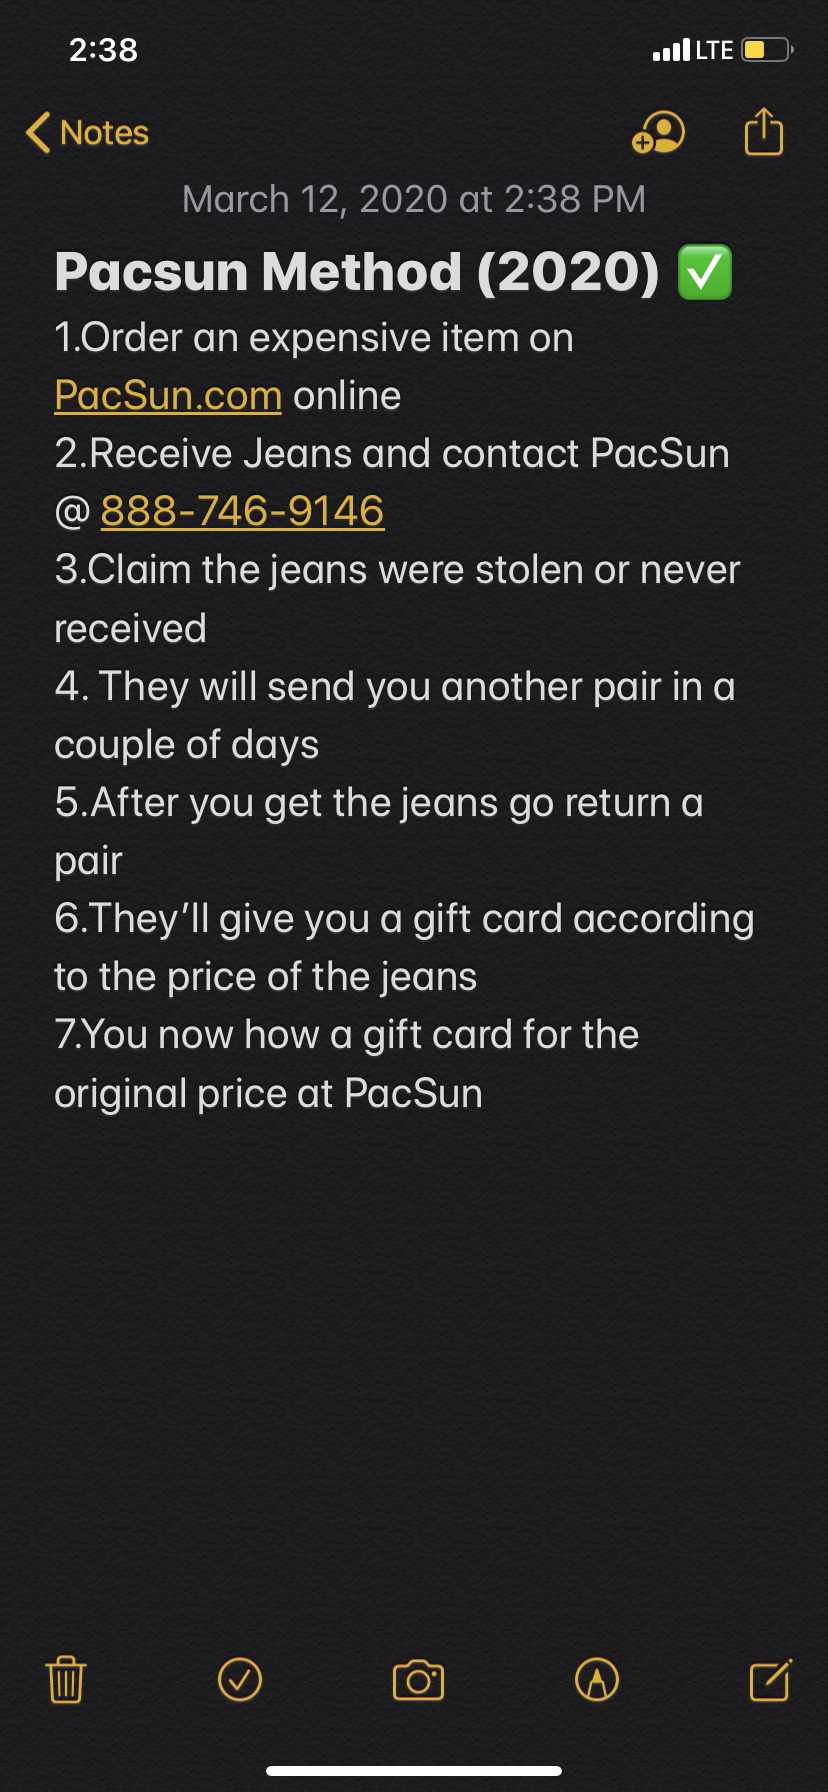 2:38
LTE
Notes
March 12, 2020 at 2:38 PM
Pacsun Method (2020) ✅
1.Order an expensive item on
PacSun.com online
2.Receive Jeans and contact PacSun
@ 888-746-9146
3.Claim the jeans were stolen or never
received
4. They will send you another pair in a
couple of days
5.After you get the jeans go return a
pair
6.They’ll give you a gift card according
to the price of the jeans
7.You now how a gift card for the
original price at PacSun